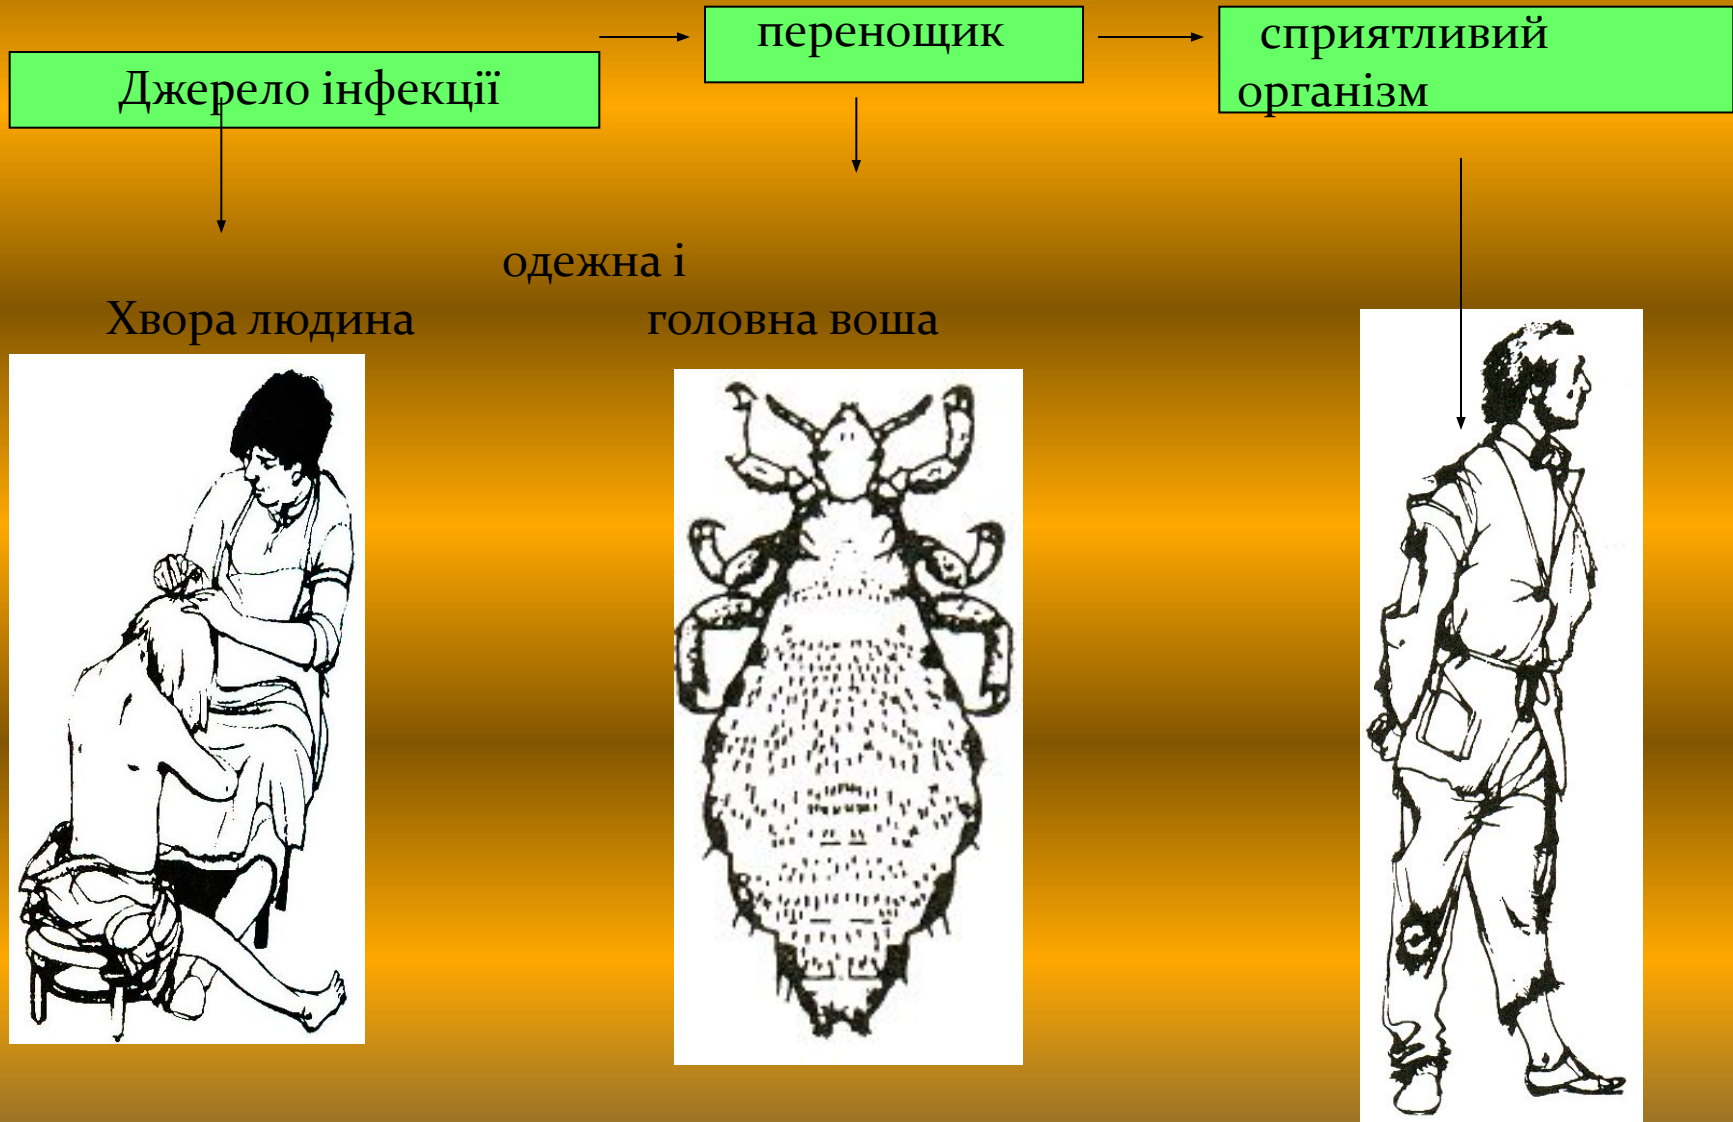 Джерело інфекції
переносщик
сприятливий
організм
одежна і
Хвора людина
головна воша